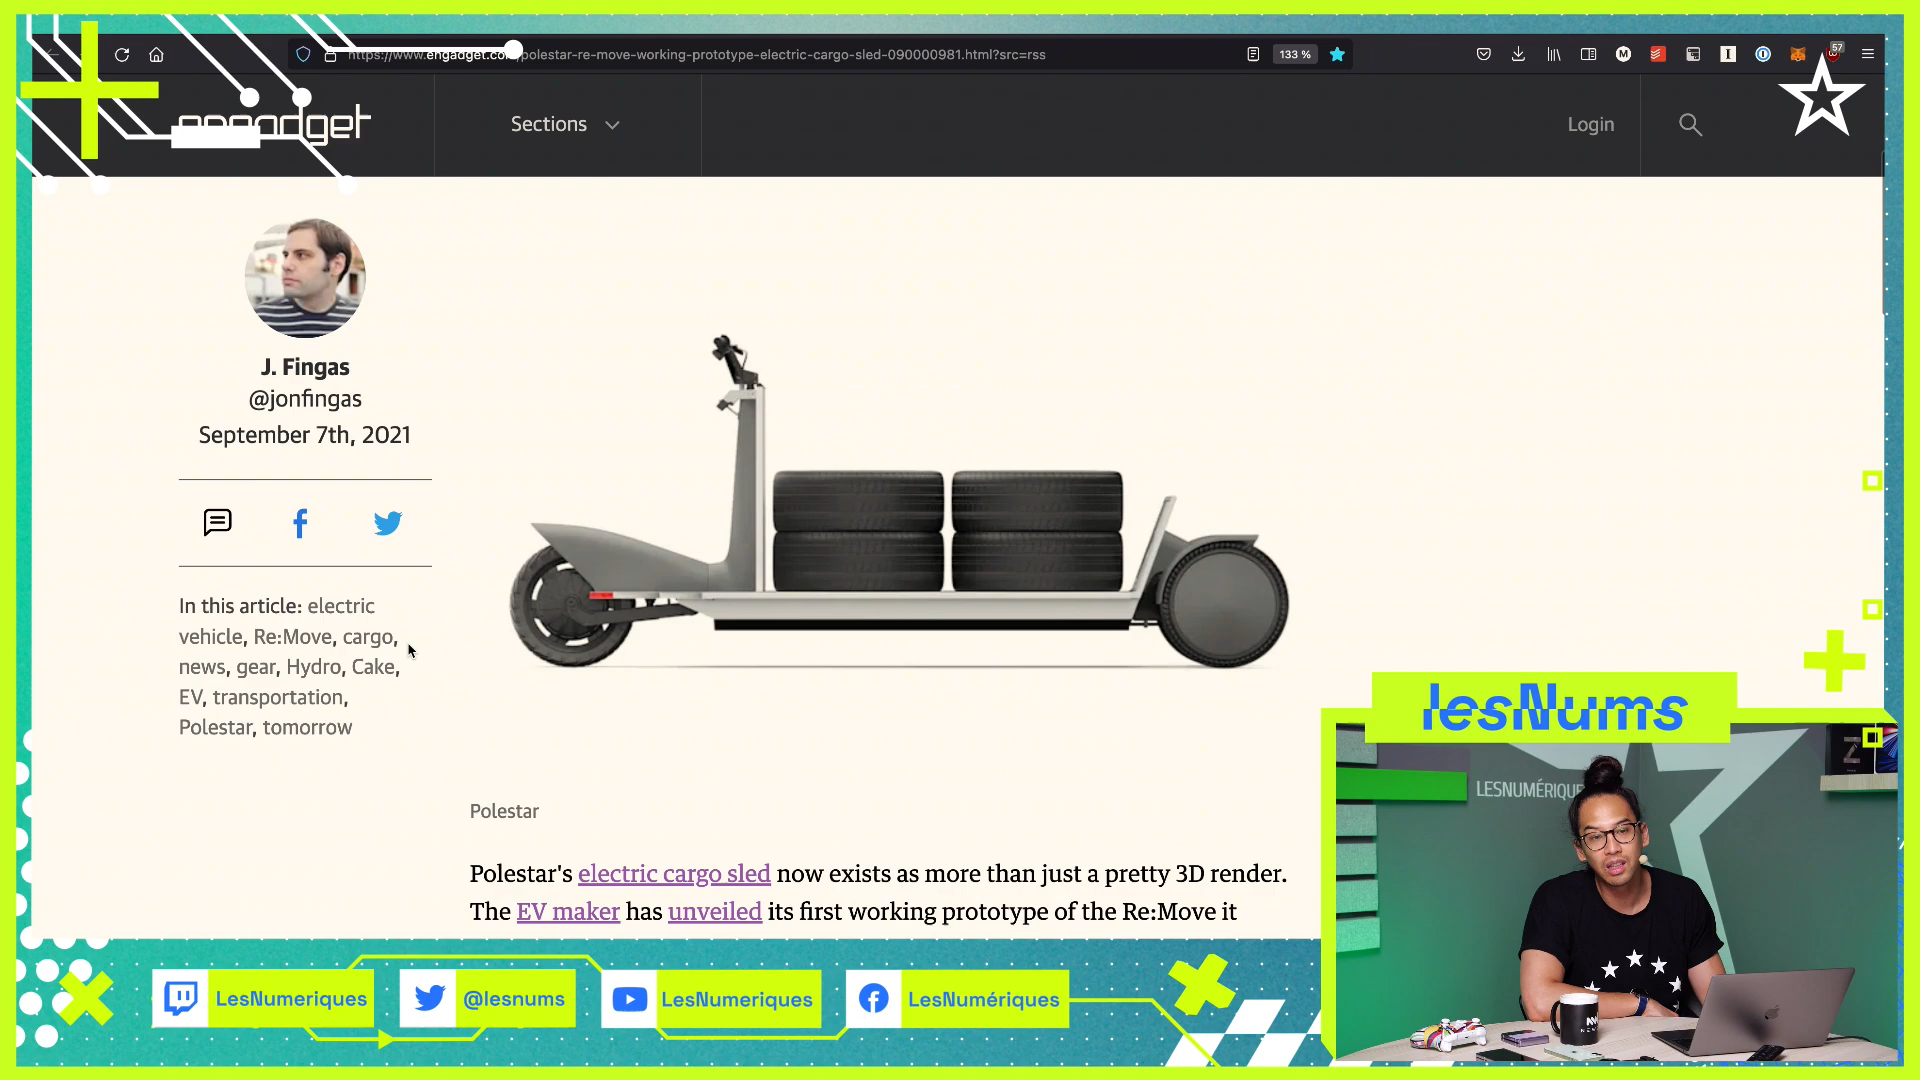 https://www.engadget.com/polestar-re-move-working-prototype-electric-cargo-sled-090000981.html?src=rss
133 %
M
57
engadget
Sections
Login
J. Fingas
@jonfingas
September 7th, 2021
In this article: electric
vehicle, Re:Move, cargo,
news, gear, Hydro, Cake,
EV, transportation,
Polestar, tomorrow
Polestar
Polestar's electric cargo sled now exists as more than just a pretty 3D render.
The EV maker has unveiled its first working prototype of the Re:Move it
lesNums
LESNUMÉRIQUE
Z
LesNumeriques
@lesnums
LesNumeriques
LesNumériques